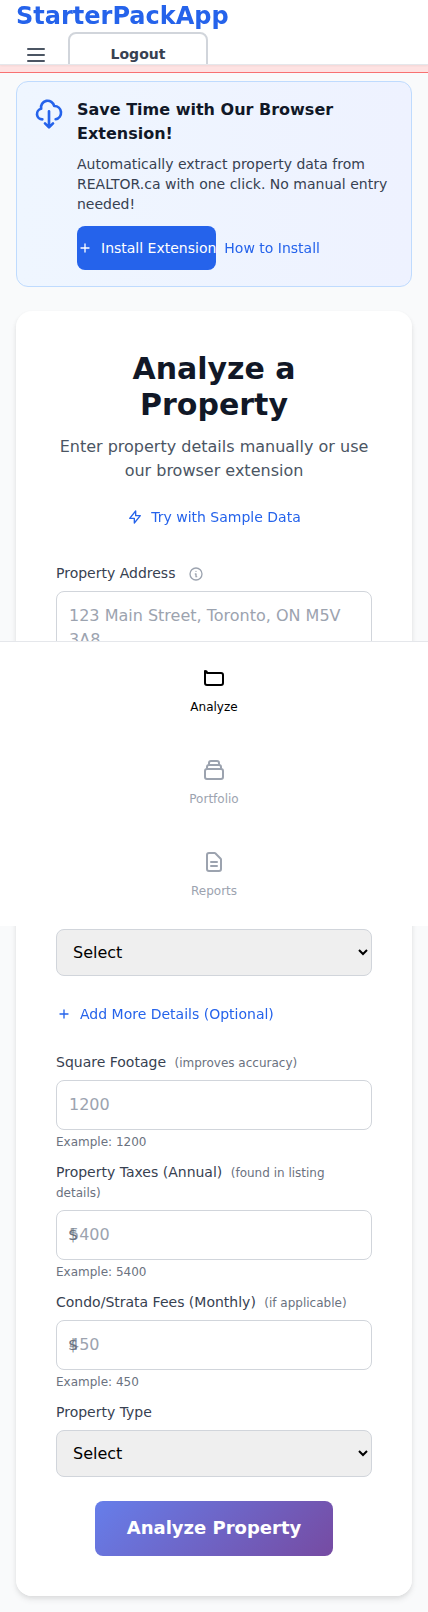 StarterPackApp
Logout
Save Time with Our Browser
Extension!
Automatically extract property data from
REALTOR.ca with one click. No manual entry
needed!
+ Install Extension How to Install
Analyze a
Property
Enter property details manually or use
our browser extension
Try with Sample Data
Property Address
123 Main Street, Toronto, ON M5V
3A8
Analyze
Portfolio
Reports
Select
+ Add More Details (Optional)
Square Footage (improves accuracy)
1200
Example: 1200
Property Taxes (Annual) (found in listing
details)
$5400
Example: 5400
Condo/Strata Fees (Monthly) (if applicable)
$450
Example: 450
Property Type
Select
Analyze Property